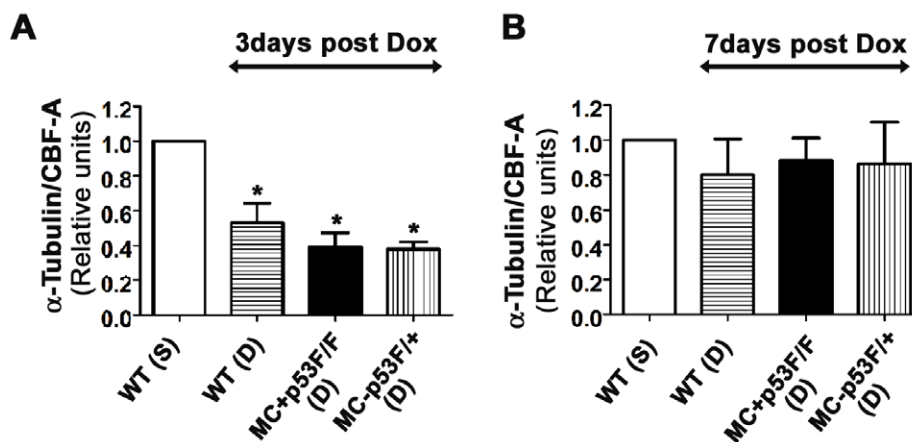 A
3days post Dox
α-Tubulin/CBF-A
(Relative units)
1.2
1.0
0.8
0.6
0.4
0.2
0.0
*
*
*
WT (S)
WT (D)
MC+p53F/F
(D)
MC-p53F/+
(D)
B
7days post Dox
α-Tubulin/CBF-A
(Relative units)
1.2
1.0
0.8
0.6
0.4
0.2
0.0
WT (S)
WT (D)
MC+p53F/F
(D)
MC-p53F/+
(D)